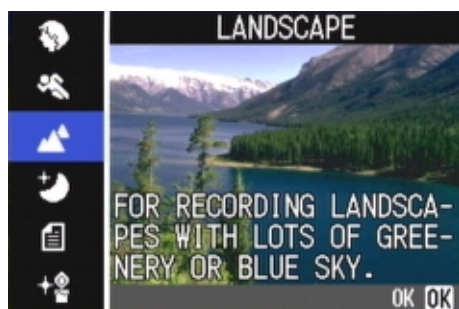 LANDSCAPE
FOR RECORDING LANDSCA-
PES WITH LOTS OF GREE-
NERY OR BLUE SKY.
OK OK